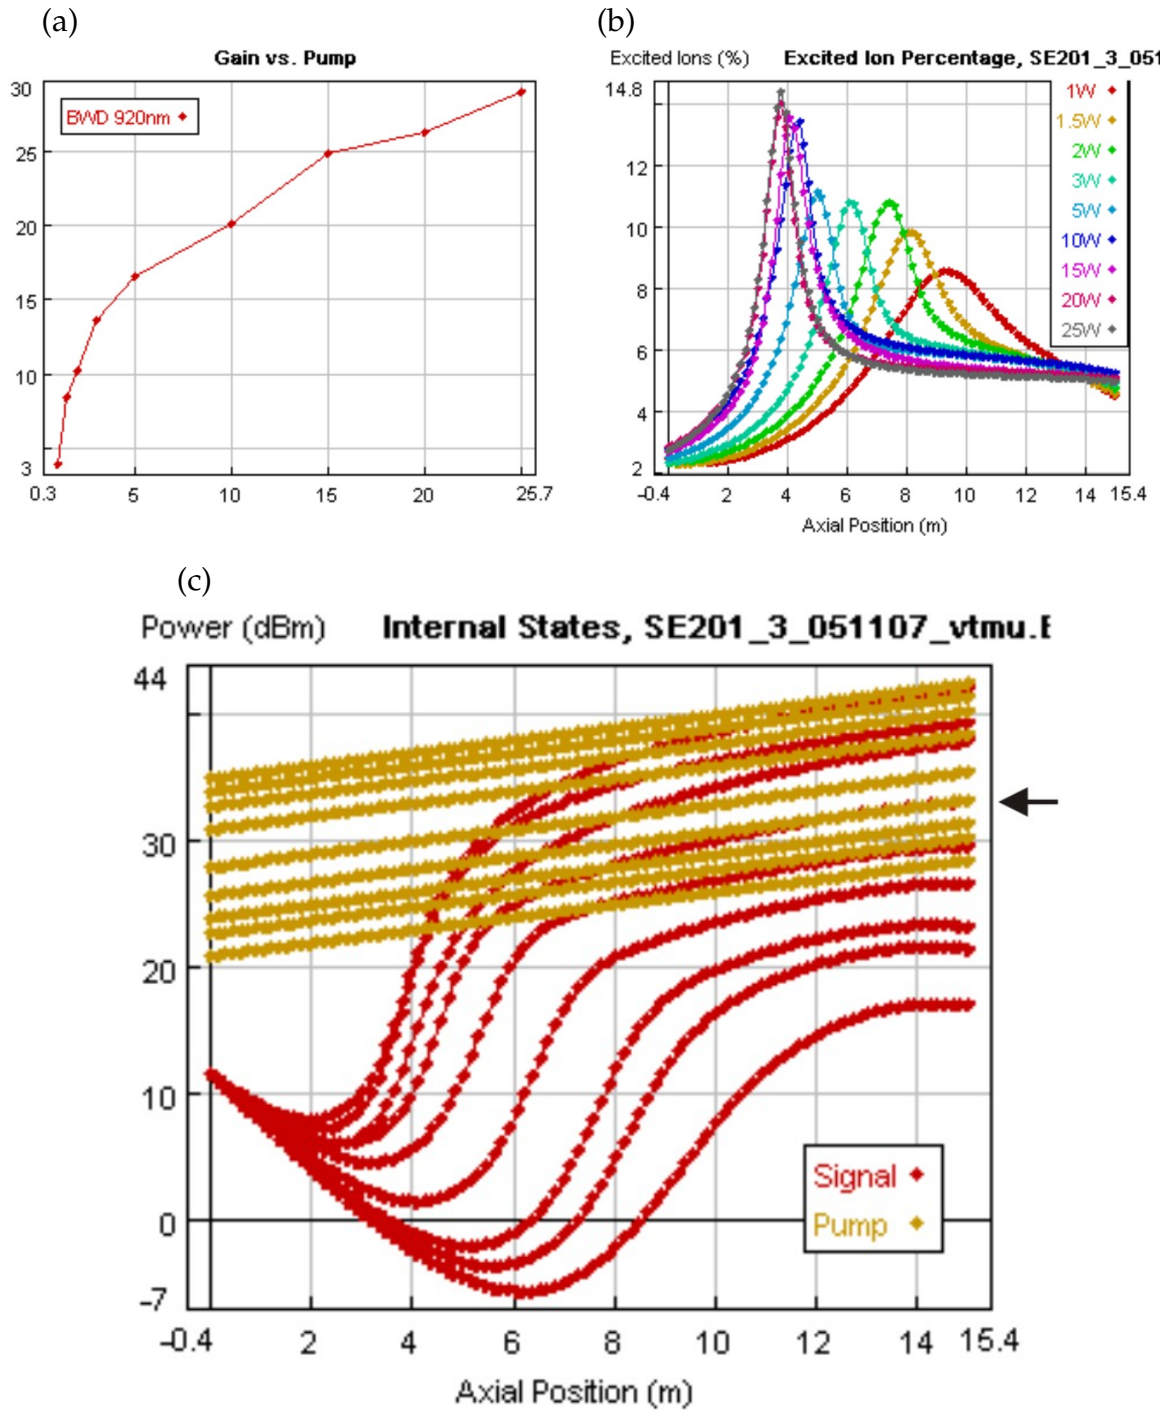 (a)
Gain vs. Pump
30
25
20
15
10
3
BWD 920nm
0.3 5 10 15 20 25.7
(b)
Excited Ions (%) Excited Ion Percentage, SE201_3_051
14.8
12
10
8
6
4
2
1W
1.5W
2W
3W
5W
10W
15W
20W
25W
-0.4 2 4 6 8 10 12 14 15.4
Axial Position (m)
(c)
Power (dBm) Internal States, SE201_3_051107_vtmu.E
44
30
20
10
0
-7
Signal
Pump
-0.4 2 4 6 8 10 12 14 15.4
Axial Position (m)